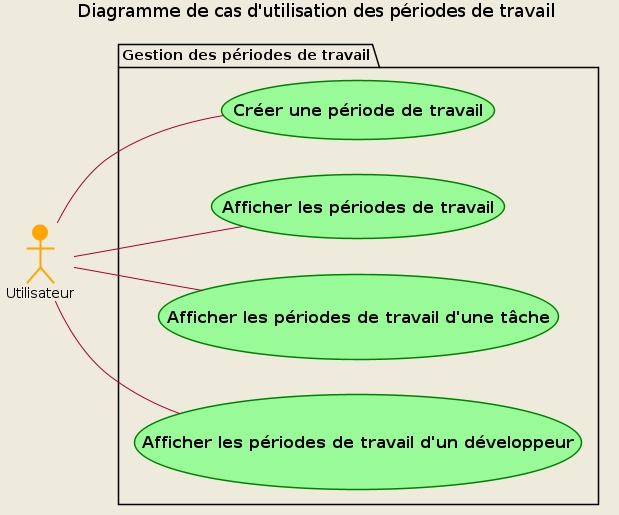 Diagramme de cas d'utilisation des périodes de travail
Gestion des périodes de travail
Créer une période de travail
Afficher les périodes de travail
Utilisateur
Afficher les périodes de travail d'une tâche
Afficher les périodes de travail d'un développeur